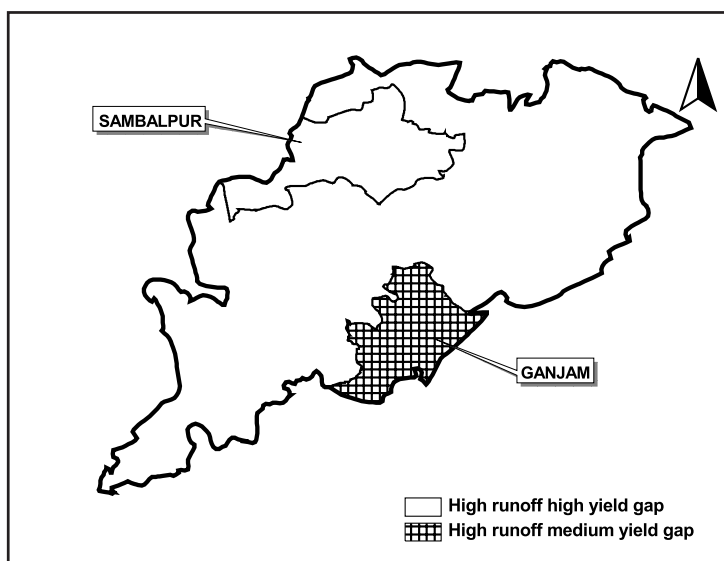 SAMBALPUR
GANJAM
High runoff high yield gap
High runoff medium yield gap